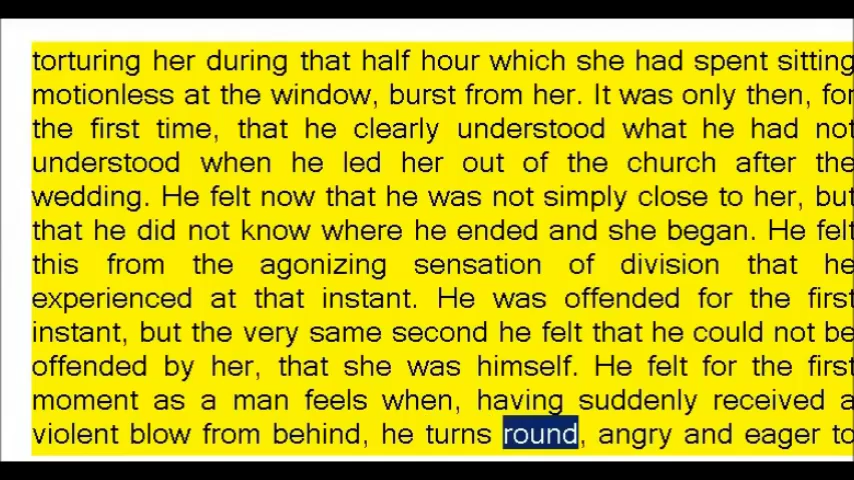 torturing her during that half hour which she had spent sitting
motionless at the window, burst from her. It was only then, for
the first time, that he clearly understood what he had not
understood when he led her out of the church after the
wedding. He felt now that he was not simply close to her, but
that he did not know where he ended and she began. He felt
this from the agonizing sensation of division that he
experienced at that instant. He was offended for the first
instant, but the very same second he felt that he could not be
offended by her, that she was himself. He felt for the first
moment as a man feels when, having suddenly received a
violent blow from behind, he turns round, angry and eager to